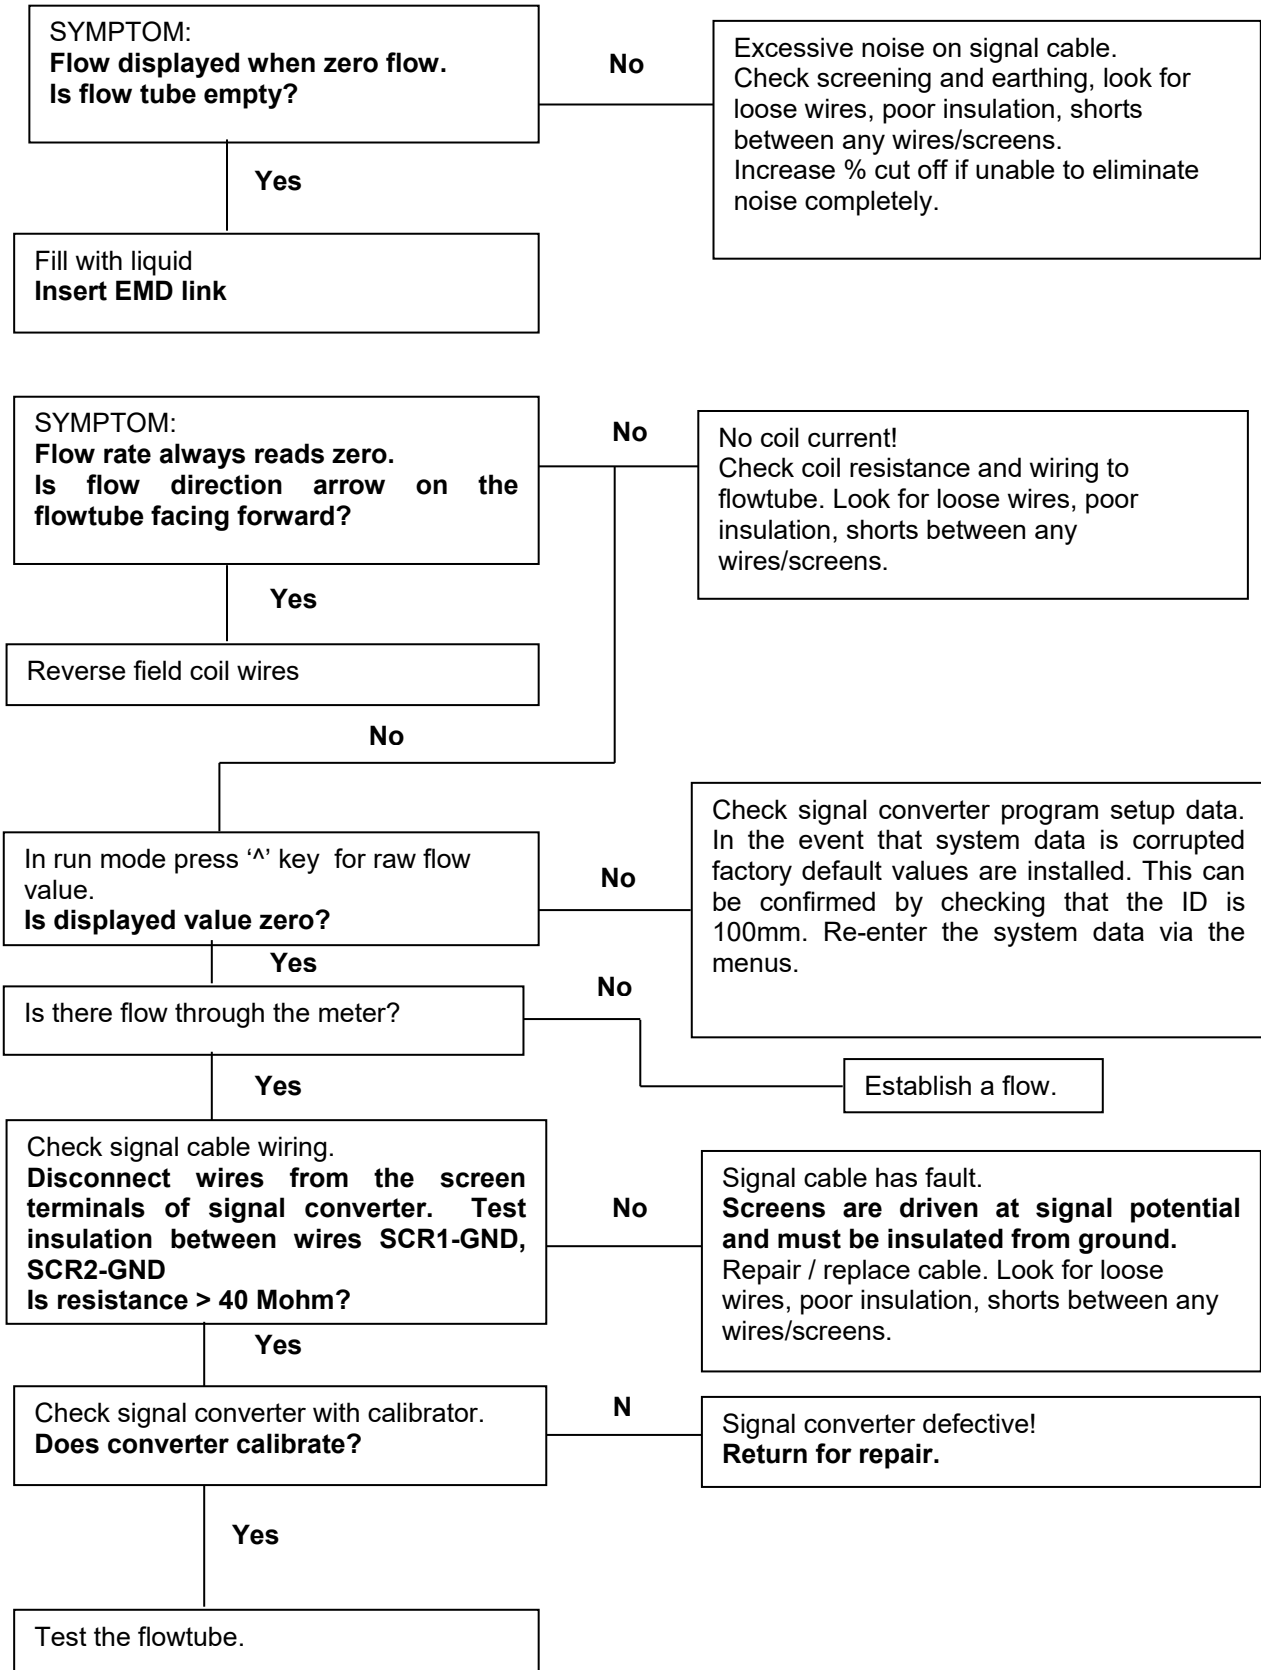 SYMPTOM:
Flow displayed when zero flow.
Is flow tube empty?
No
Excessive noise on signal cable.
Check screening and earthing, look for
loose wires, poor insulation, shorts
between any wires/screens.
Increase % cut off if unable to eliminate
noise completely.
Yes
Fill with liquid
Insert EMD link
SYMPTOM:
Flow rate always reads zero.
Is flow direction arrow on the
flowtube facing forward?
No
No coil current!
Check coil resistance and wiring to
flowtube. Look for loose wires, poor
insulation, shorts between any
wires/screens.
Yes
Reverse field coil wires
No
In run mode press ‘^’ key for raw flow
value.
Is displayed value zero?
No
Check signal converter program setup data.
In the event that system data is corrupted
factory default values are installed. This can
be confirmed by checking that the ID is
100mm. Re-enter the system data via the
menus.
Yes
Is there flow through the meter?
No
Establish a flow.
Yes
Check signal cable wiring.
Disconnect wires from the screen
terminals of signal converter. Test
insulation between wires SCR1-GND,
SCR2-GND
Is resistance > 40 Mohm?
No
Signal cable has fault.
Screens are driven at signal potential
and must be insulated from ground.
Repair / replace cable. Look for loose
wires, poor insulation, shorts between any
wires/screens.
Yes
Check signal converter with calibrator.
Does converter calibrate?
N
Signal converter defective!
Return for repair.
Yes
Test the flowtube.